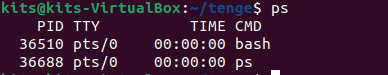 kits@kits-VirtualBox:~/tenge$ ps
    PID TTY          TIME CMD
  36510 pts/0    00:00:00 bash
  36688 pts/0    00:00:00 ps